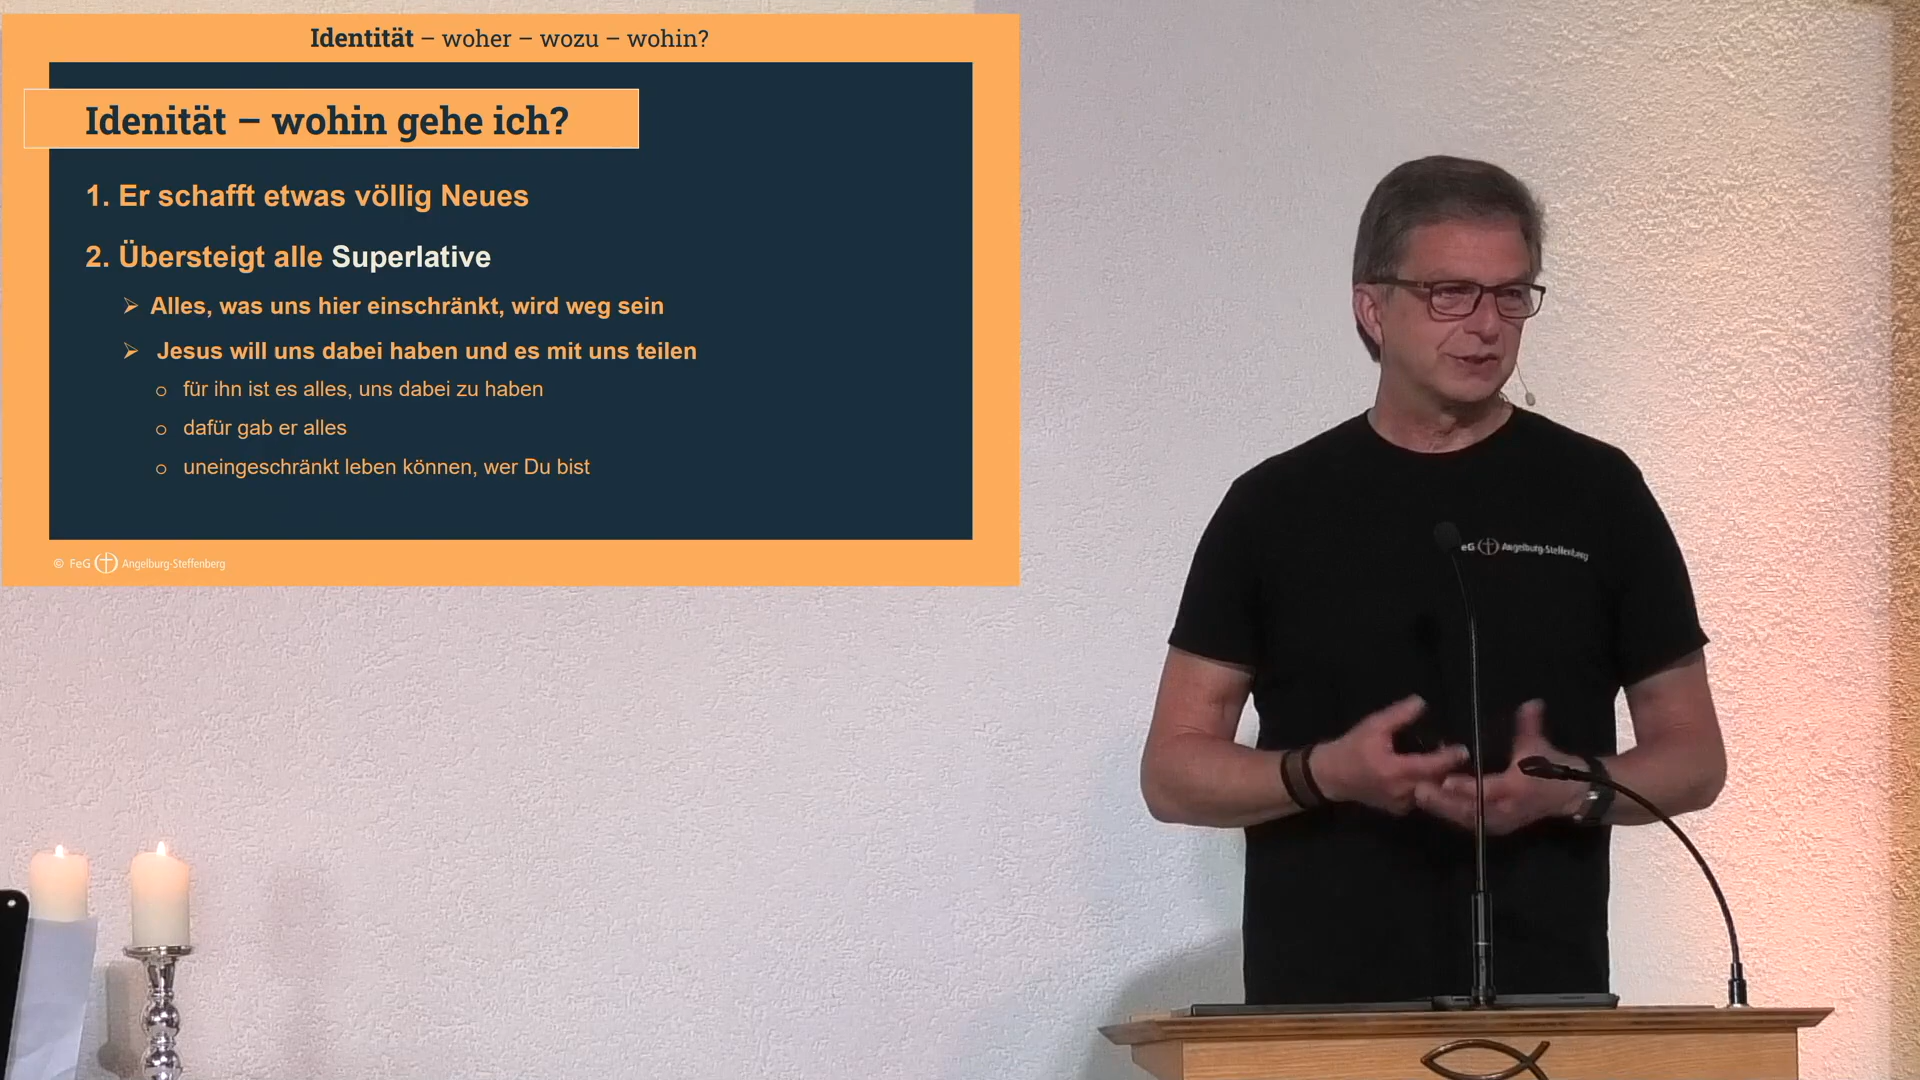 Identität – woher – wozu – wohin?
Idenität – wohin gehe ich?
1. Er schafft etwas völlig Neues
2. Übersteigt alle Superlative
Alles, was uns hier einschränkt, wird weg sein
Jesus will uns dabei haben und es mit uns teilen
für ihn ist es alles, uns dabei zu haben
dafür gab er alles
uneingeschränkt leben können, wer Du bist
© FeG Angelburg-Steffenberg
eG Angelburg-Steffenberg